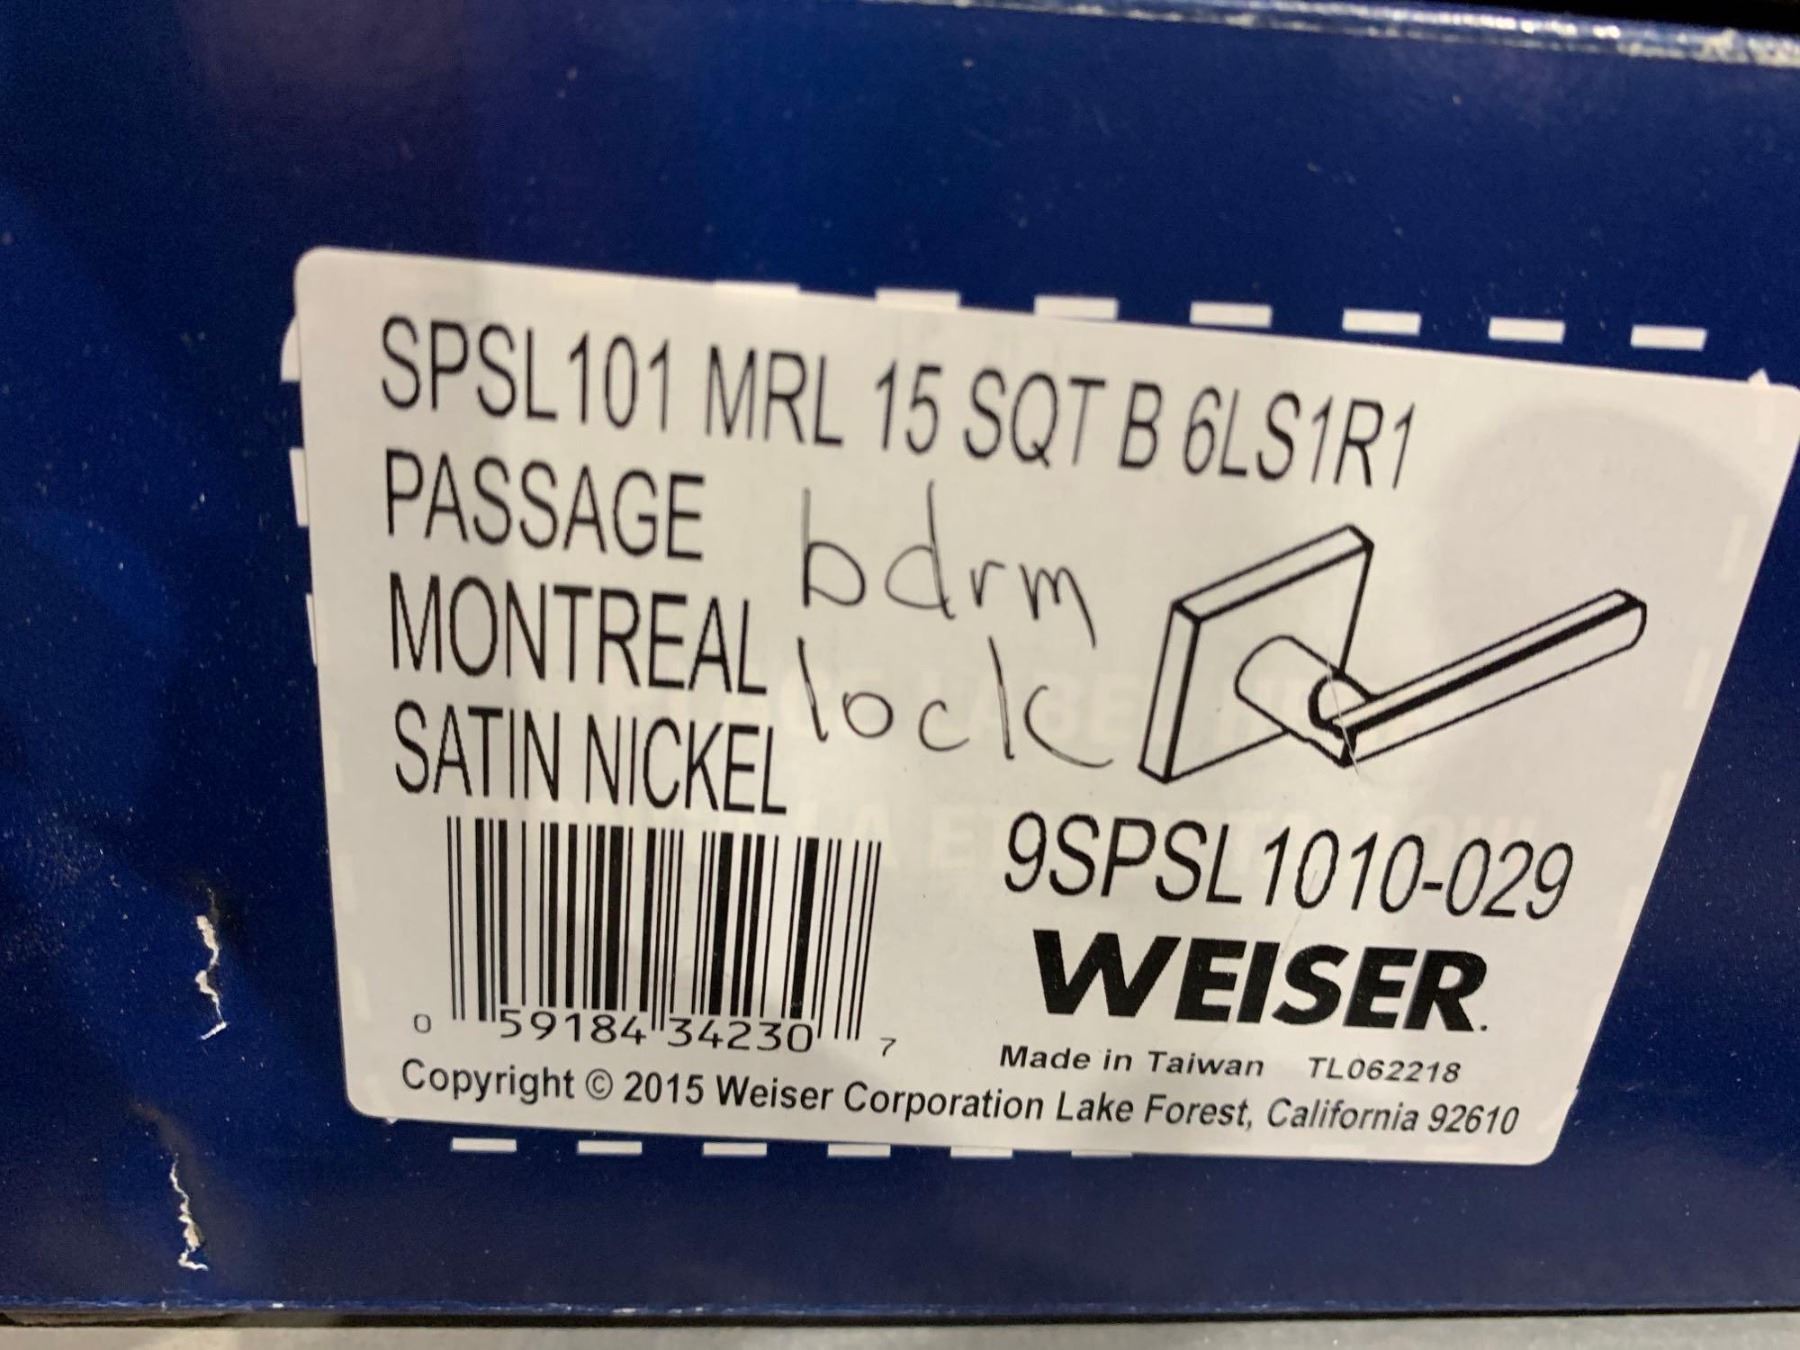 SPSL101 MRL 15 SQT B 6LS1R1
PASSAGE
MONTREAL
SATIN NICKEL
bdrm
lock
9SPSL1010-029
WEISER.
0 59184 34230 7
Made in Taiwan TL062218
Copyright © 2015 Weiser Corporation Lake Forest, California 92610